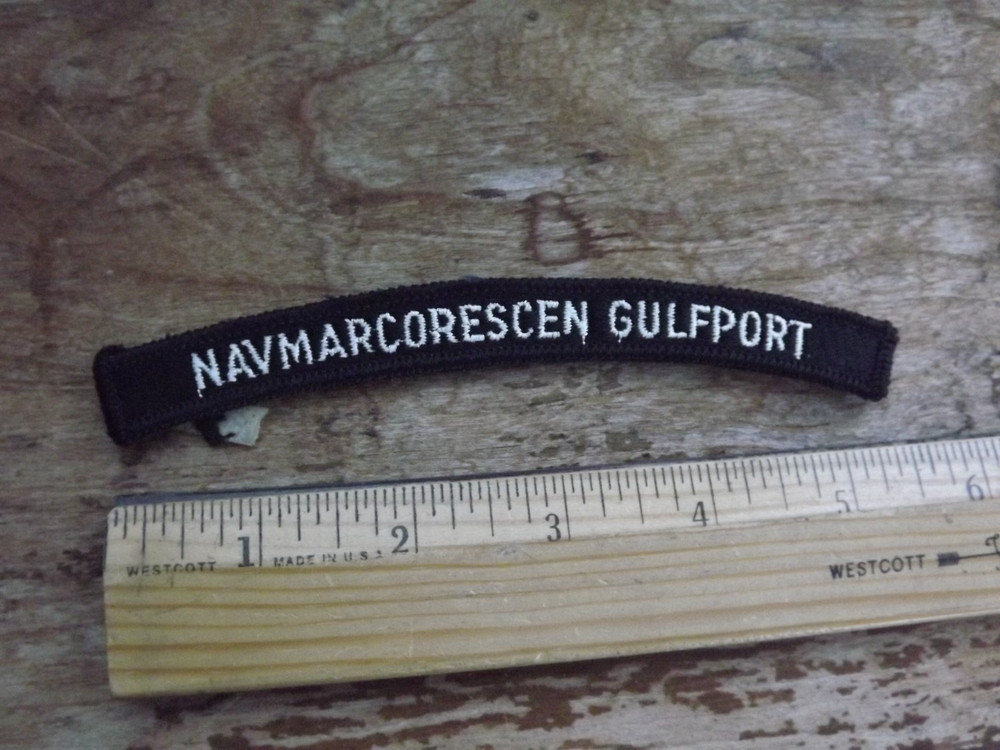 NAVMARCORESCEN GULFPORT
1 2 3 4 5 6
WESTCOTT MADE IN U.S.A
WESTCOTT